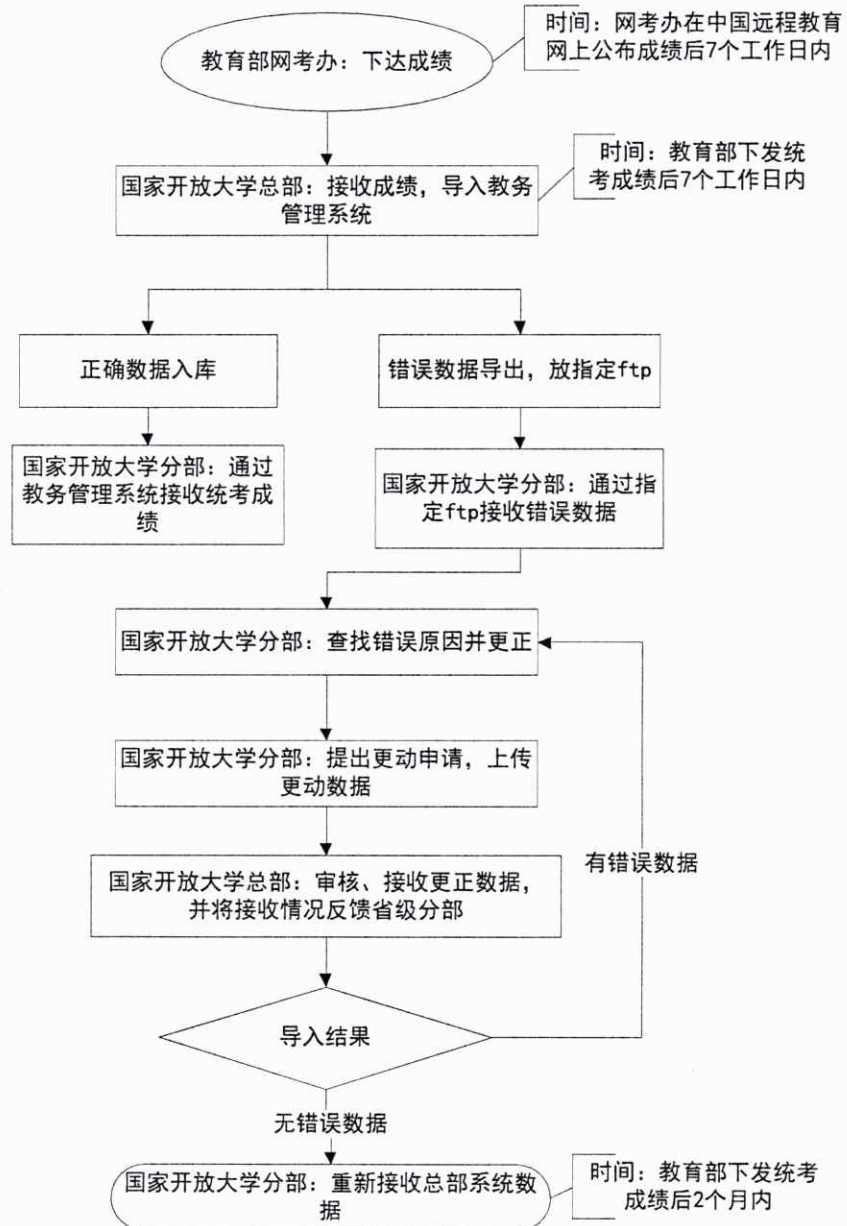 教育部网考办：下达成绩
时间：网考办在中国远程教育
网上公布成绩后7个工作日内
国家开放大学总部：接收成绩，导入教务
管理系统
时间：教育部下发统
考成绩后7个工作日内
正确数据入库
错误数据导出，放指定ftp
国家开放大学分部：通过
教务管理系统接收统考成
绩
国家开放大学分部：通过指
定ftp接收错误数据
国家开放大学分部：查找错误原因并更正
国家开放大学分部：提出更动申请，上传
更动数据
国家开放大学总部：审核、接收更正数据，
并将接收情况反馈省级分部
有错误数据
导入结果
无错误数据
国家开放大学分部：重新接收总部系统数
据
时间：教育部下发统考
成绩后2个月内